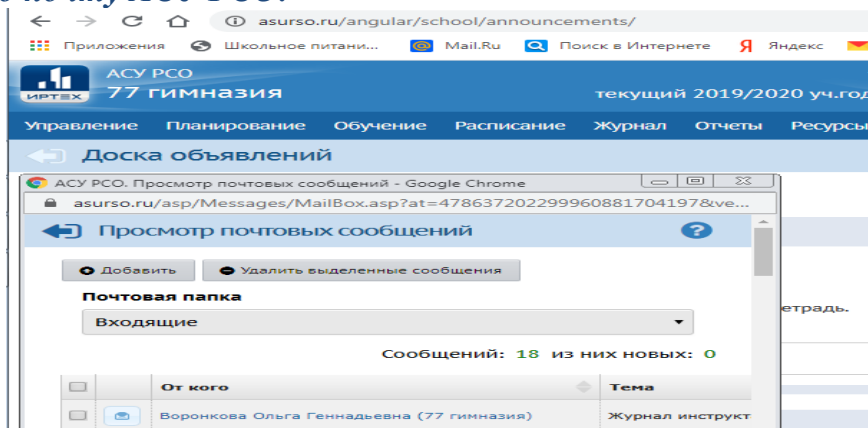 АСУ РСО.
asurso.ru/angular/school/announcements/
Приложения Школьное питани... Mail.Ru Поиск в Интернете Яндекс
АСУ РСО
ИРТЕХ 77 гимназия текущий 2019/2020 уч.год
Управление Планирование Обучение Расписание Журнал Отчеты Ресурсы
Доска объявлений
АСУ РСО. Просмотр почтовых сообщений - Google Chrome
asurso.ru/asp/Messages/MailBox.asp?at=478637202299960881704197&ve...
Просмотр почтовых сообщений
Добавить Удалить выделенные сообщения
Почтовая папка
етрадь.
Входящие
Сообщений: 18 из них новых: 0
От кого Тема
Воронкова Ольга Геннадьевна (77 гимназия) Журнал инструкт